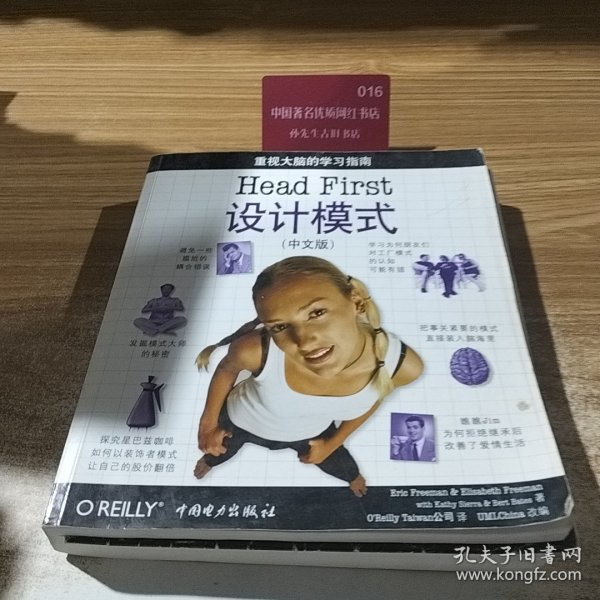 016
中国著名优质网红书店
孙先生古旧书店
重视大脑的学习指南
Head First
设计模式
(中文版)
避免一些
尴尬的
耦合错误
学习为何朋友们
对工厂模式
的认知
可能有错
发掘模式大师
的秘密
把事关紧要的模式
直接装入脑海里
探究星巴兹咖啡
如何以装饰者模式
让自己的股价翻倍
瞧瞧Jim
为何拒绝继承后
改善了爱情生活
Eric Freeman & Elisabeth Freeman
with Kathy Sierra & Bert Bates 著
O'Reilly Taiwan公司 译 UMLChina 改编
O'REILLY®
中国电力出版社
孔夫子旧书网
www.kongfz.com